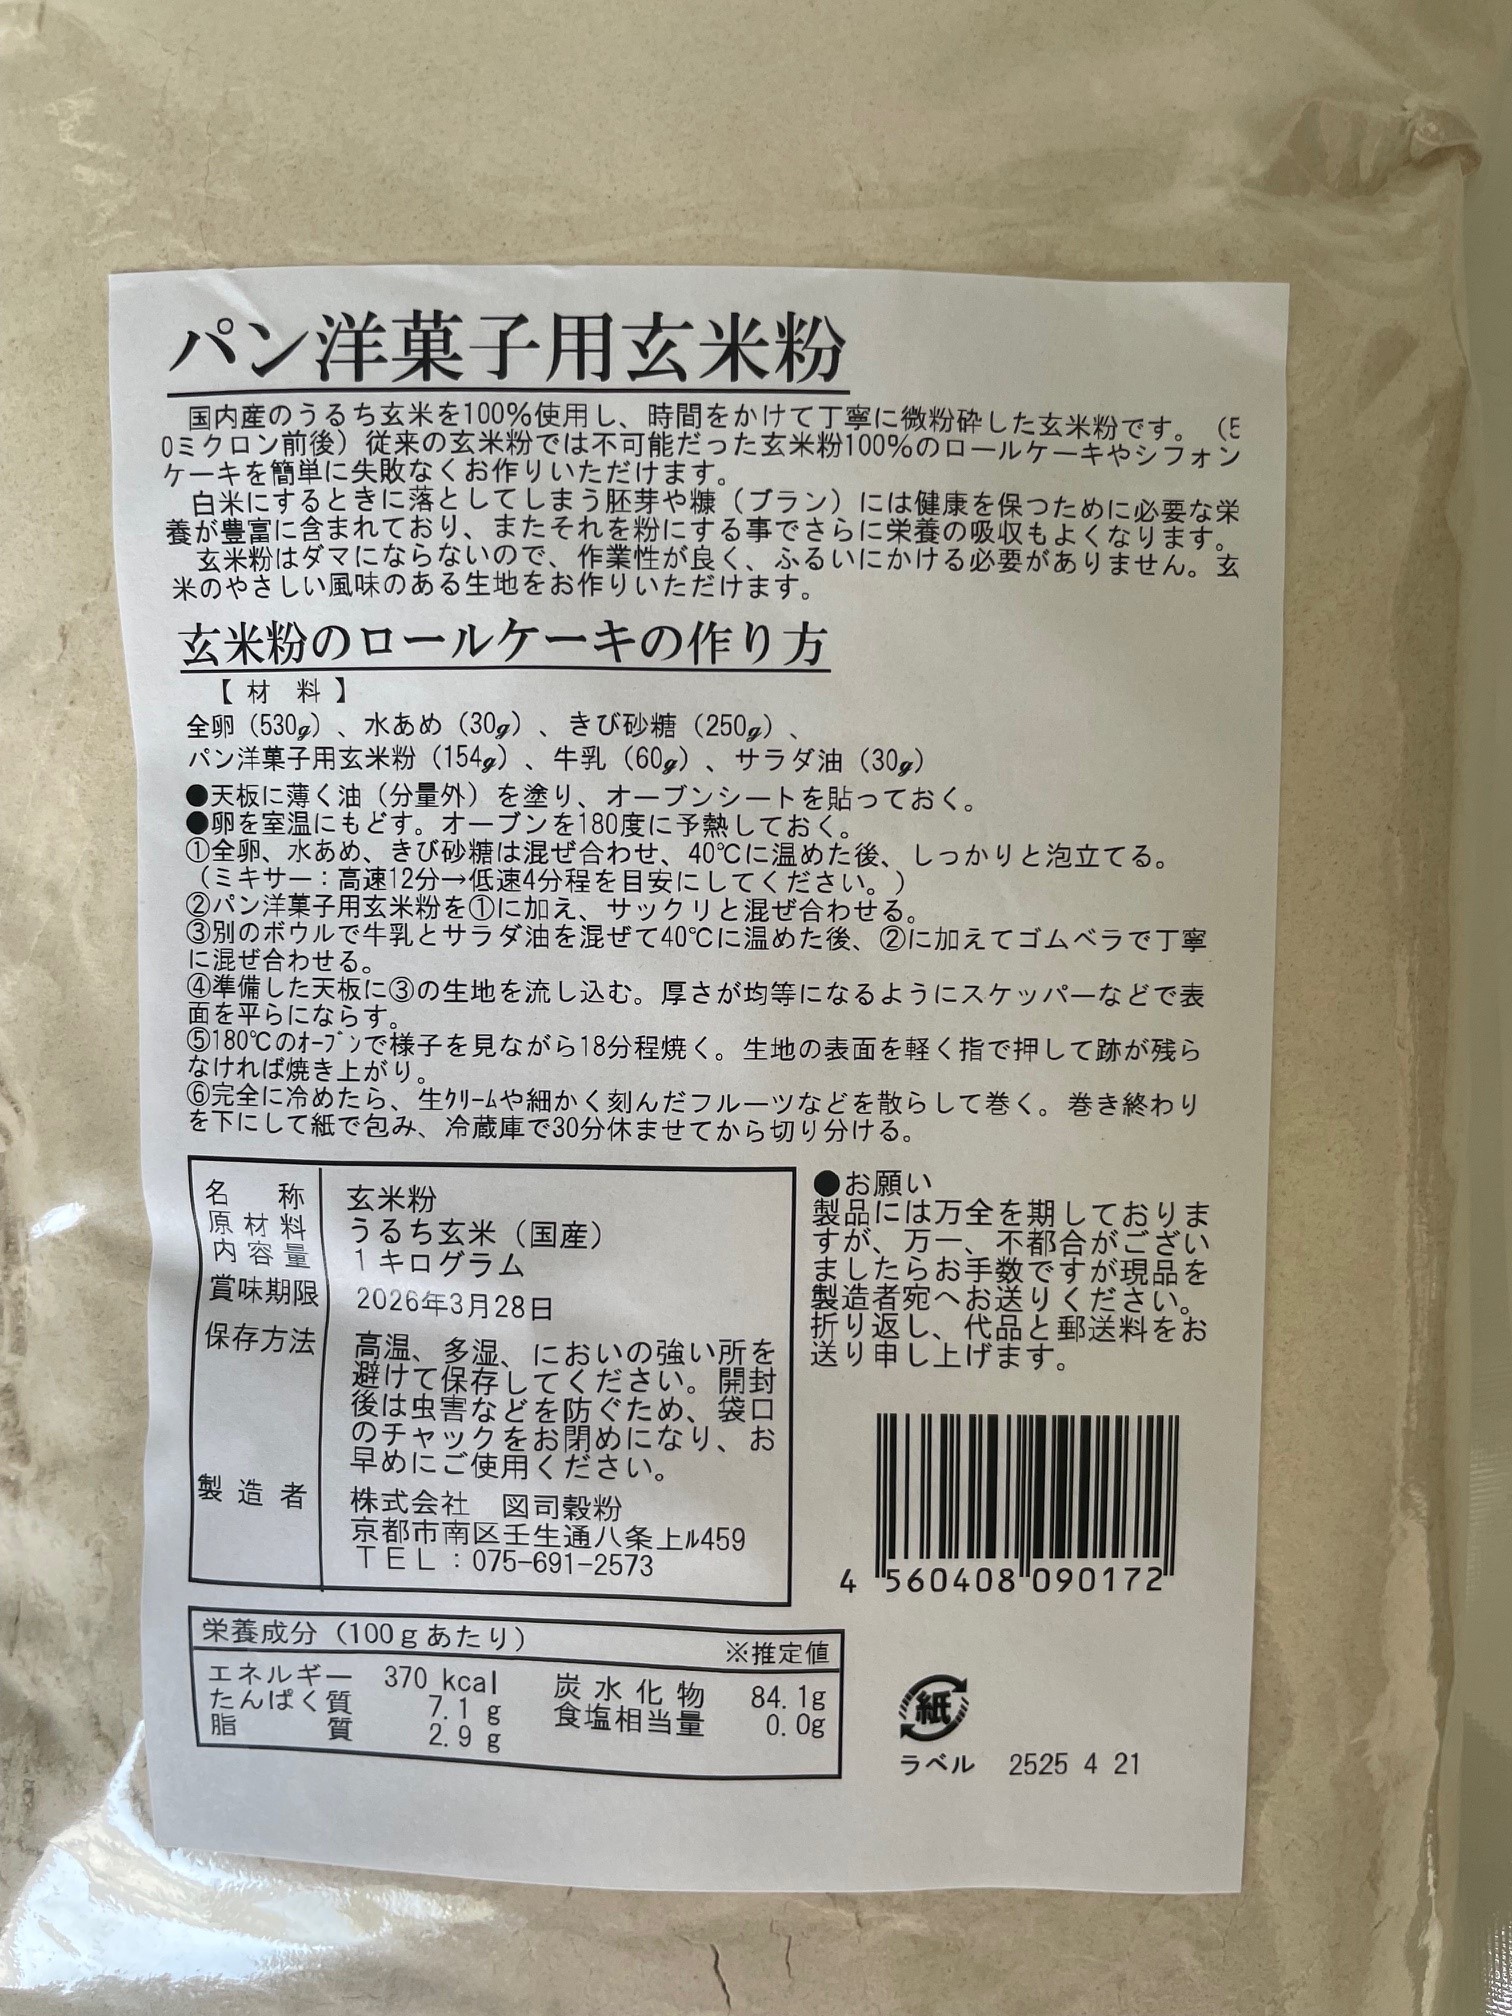 パン洋菓子用玄米粉
国内産のうるち玄米を100%使用し、時間をかけて丁寧に微粉砕した玄米粉です。（5
0ミクロン前後）従来の玄米粉では不可能だった玄米粉100%のロールケーキやシフォン
ケーキを簡単に失敗なくお作りいただけます。
白米にするときに落としてしまう胚芽や糠（ブラン）には健康を保つために必要な栄
養が豊富に含まれており、またそれを粉にする事でさらに栄養の吸収もよくなります。
玄米粉はダマにならないので、作業性が良く、ふるいにかける必要がありません。玄
米のやさしい風味のある生地をお作りいただけます。
玄米粉のロールケーキの作り方
【材 料】
全卵（530g）、水あめ（30g）、きび砂糖（250g）、
パン洋菓子用玄米粉（154g）、牛乳（60g）、サラダ油（30g）
●天板に薄く油（分量外）を塗り、オーブンシートを貼っておく。
●卵を室温にもどす。オーブンを180度に予熱しておく。
①全卵、水あめ、きび砂糖は混ぜ合わせ、40℃に温めた後、しっかりと泡立てる。
（ミキサー：高速12分→低速4分程を目安にしてください。）
②パン洋菓子用玄米粉を①に加え、サックリと混ぜ合わせる。
③別のボウルで牛乳とサラダ油を混ぜて40℃に温めた後、②に加えてゴムベラで丁寧
に混ぜ合わせる。
④準備した天板に③の生地を流し込む。厚さが均等になるようにスケッパーなどで表
面を平らにならす。
⑤180℃のｵｰﾌﾞﾝで様子を見ながら18分程焼く。生地の表面を軽く指で押して跡が残ら
なければ焼き上がり。
⑥完全に冷めたら、生ｸﾘｰﾑや細かく刻んだフルーツなどを散らして巻く。巻き終わり
を下にして紙で包み、冷蔵庫で30分休ませてから切り分ける。
名 称 玄米粉
原材料 うるち玄米（国産）
内容量 1キログラム
賞味期限 2026年3月28日
保存方法 高温、多湿、においの強い所を
避けて保存してください。開封
後は虫害などを防ぐため、袋口
のチャックをお閉めになり、お
早めにご使用ください。
製造者 株式会社 図司穀粉
京都市南区壬生通八条上ﾙ459
ＴＥＬ：075-691-2573
●お願い
製品には万全を期しておりま
すが、万一、不都合がござい
ましたらお手数ですが現品を
製造者宛へお送りください。
折り返し、代品と郵送料をお
送り申し上げます。
4 560408 090172
栄養成分（100ｇあたり） ※推定値
エネルギー 370 kcal 炭水化物 84.1g
たんぱく質 7.1 g 食塩相当量 0.0g
脂 質 2.9 g
紙
ラベル 2525 4 21